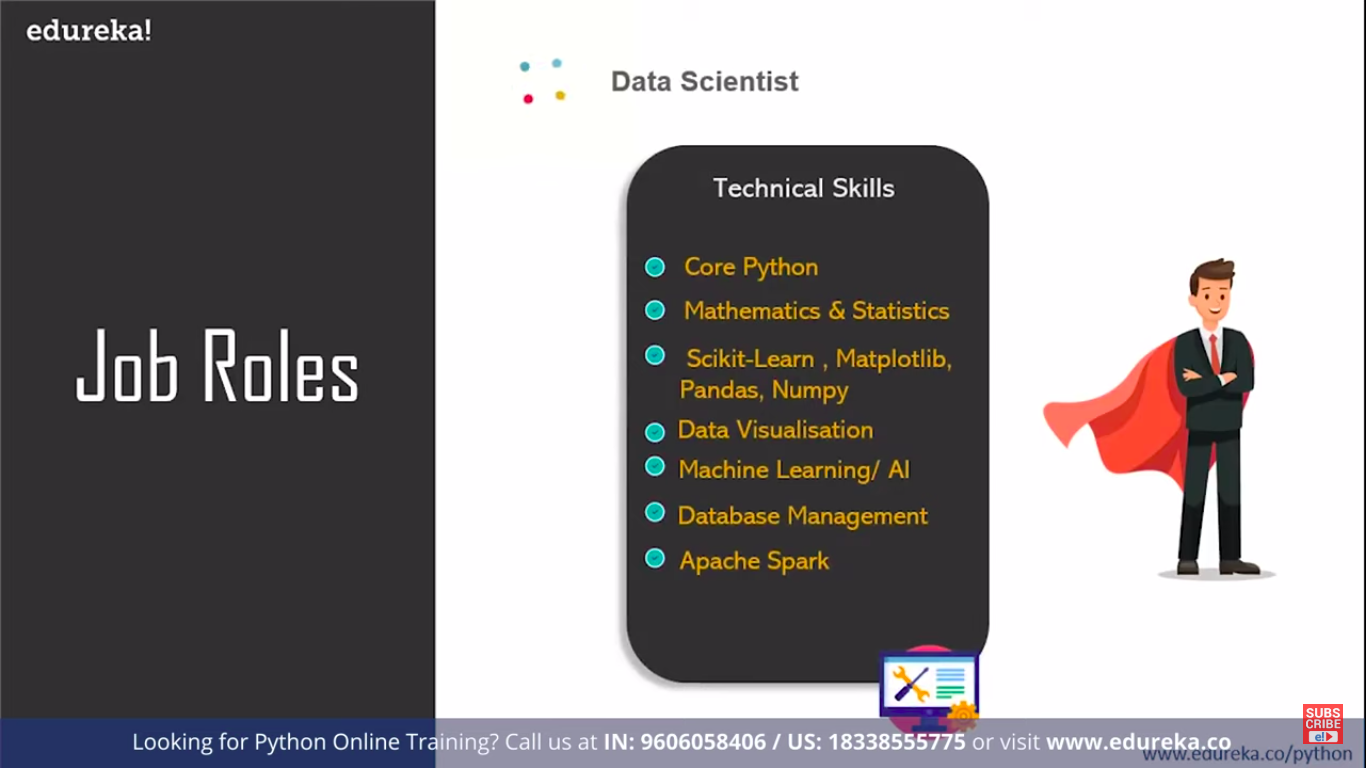 edureka!
Data Scientist
Technical Skills
Core Python
Mathematics & Statistics
Scikit-Learn , Matplotlib,
Pandas, Numpy
Data Visualisation
Machine Learning/ AI
Database Management
Apache Spark
Job Roles
SUBS
CRIBE
e!
Looking for Python Online Training? Call us at IN: 9606058406 / US: 18338555775 or visit www.edureka.co
www.edureka.co/python